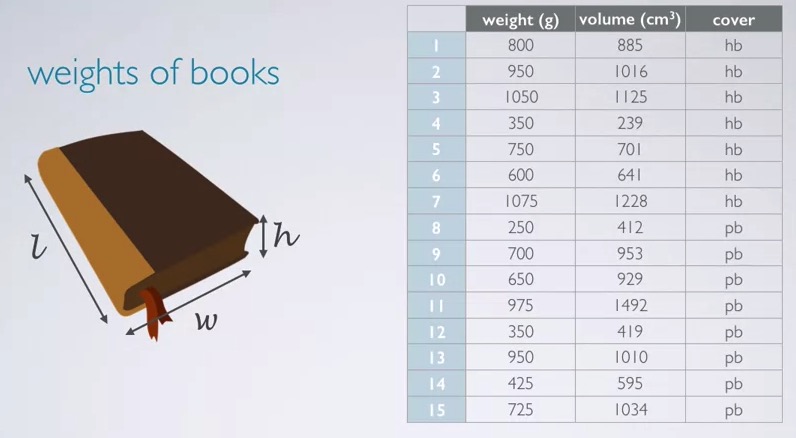 weights of books
l
h
w
weight (g) volume (cm³) cover
1 800 885 hb
2 950 1016 hb
3 1050 1125 hb
4 350 239 hb
5 750 701 hb
6 600 641 hb
7 1075 1228 hb
8 250 412 pb
9 700 953 pb
10 650 929 pb
11 975 1492 pb
12 350 419 pb
13 950 1010 pb
14 425 595 pb
15 725 1034 pb